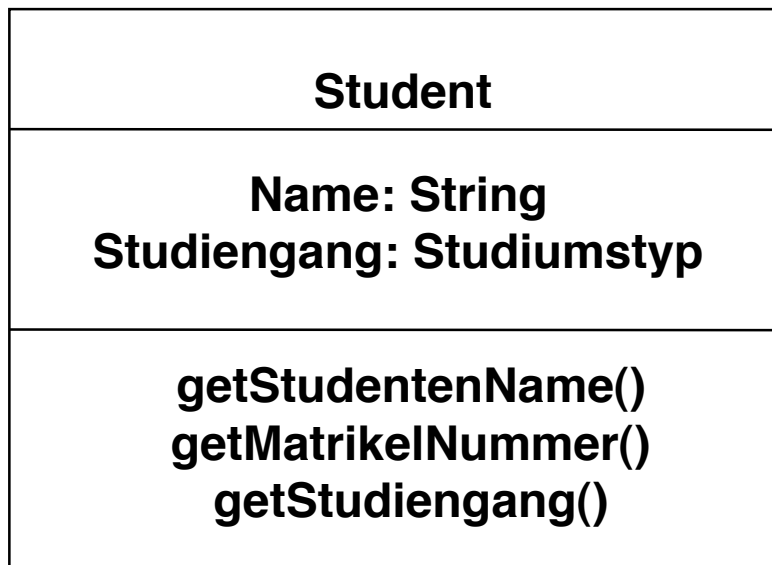 Student
Name: String
Studiengang: Studiumstyp
getStudentenName()
getMatrikelNummer()
getStudiengang()